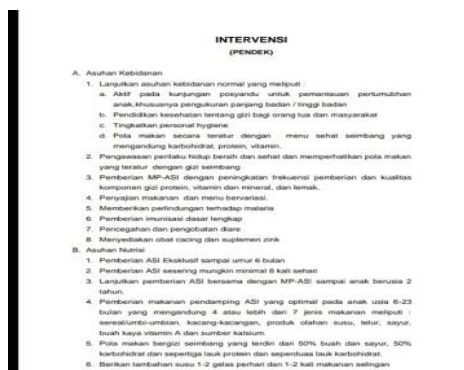 INTERVENSI
(PENDEK)
A. Asuhan Kebidanan
1. Lanjutkan asuhan kebidanan normal yang meliputi :
a. Aktif pada kunjungan posyandu untuk pemantauan pertumbuhan
anak,khususnya pengukuran panjang badan / tinggi badan
b. Pendidikan kesehatan tentang gizi bagi orang tua dan masyarakat
c. Tingkatkan personal hygiene
d. Pola makan secara teratur dengan menu sehat seimbang yang
mengandung karbohidrat, protein, vitamin.
2. Pengawasan perilaku hidup bersih dan sehat dan memperhatikan pola makan
yang teratur dengan gizi seimbang
3. Pemberian MP-ASI dengan peningkatan frekuensi pemberian dan kualitas
komponen gizi protein, vitamin dan mineral, dan lemak.
4. Penyajian makanan dan menu bervariasi.
5. Memberikan perlindungan terhadap malaria
6. Pemberian imunisasi dasar lengkap
7. Pencegahan dan pengobatan diare
8. Menyediakan obat cacing dan suplemen zink
B. Asuhan Nutrisi
1. Pemberian ASI Eksklusif sampai umur 6 bulan
2. Pemberian ASI sesering mungkin minimal 8 kali sehari
3. Lanjutkan pemberian ASI bersama dengan MP-ASI sampai anak berusia 2
tahun.
4. Pemberian makanan pendamping ASI yang optimal pada anak usia 6-23
bulan yang mengandung 4 atau lebih dari 7 jenis makanan meliputi :
sereal/umbi-umbian, kacang-kacangan, produk olahan susu, telur, sayur,
buah kaya vitamin A dan sumber kalsium.
5. Pola makan bergizi seimbang yang terdiri dari 50% buah dan sayur, 50%
karbohidrat dan sepertiga lauk protein dan seperduaa lauk karbohidrat.
6. Berikan tambahan susu 1-2 gelas perhari dan 1-2 kali makanan selingan